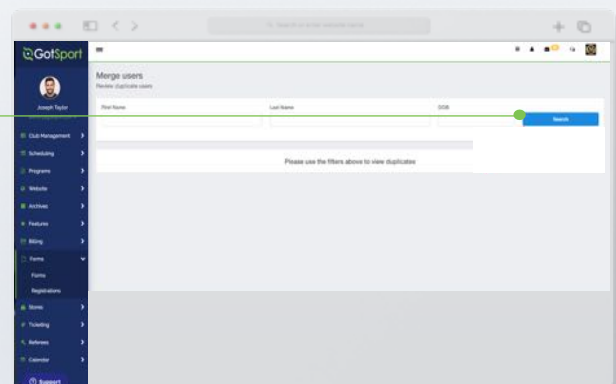 GotSport
Joseph Taylor
Club Management
Scheduling
Programs
Website
Archives
Features
Billing
Forms
Forms
Registrations
Stores
Ticketing
Referees
Calendar
Support
Merge users
Review duplicate users
First Name
Last Name
DOB
Search
Please use the filters above to view duplicates